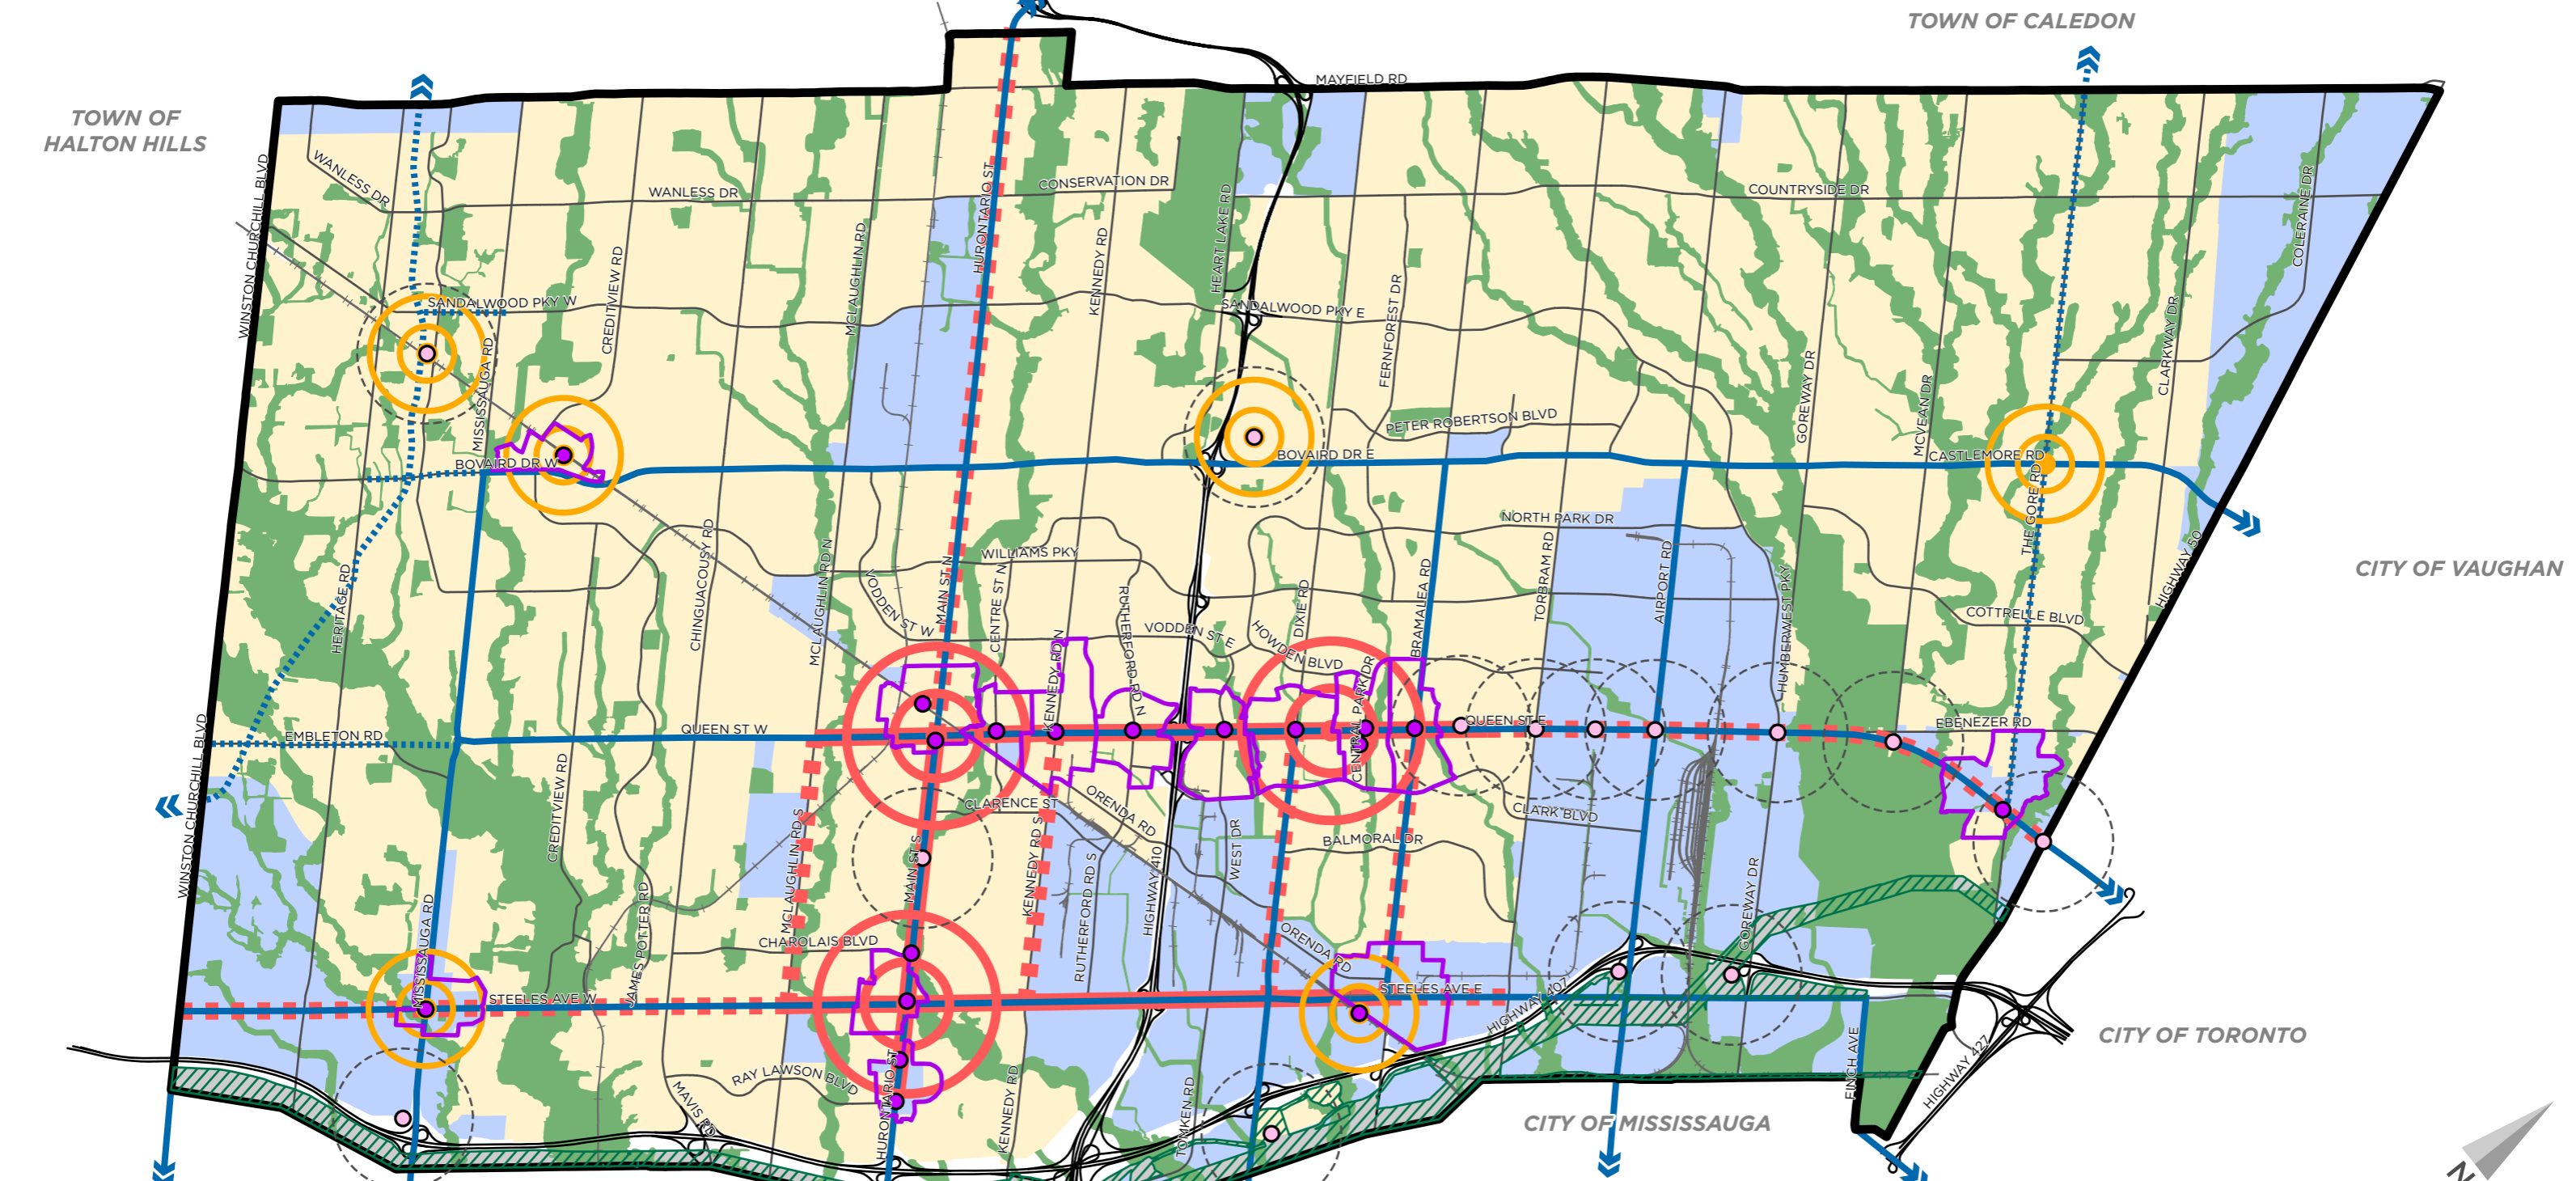 TOWN OF CALEDON
MAYFIELD RD
TOWN OF
HALTON HILLS
WINSTON CHURCHILL BLVD
WANLESS DR
WANLESS DR
CONSERVATION DR
COUNTRYSIDE DR
HURONTARIO ST
HEART LAKE RD
COLERAINE DR
MCLAUGHLIN RD
KENNEDY RD
CREDITVIEW RD
SANDALWOOD PKY W
SANDALWOOD PKY E
FERNFOREST DR
CLARKWAY DR
MISSISSAUGA RD
GOREWAY DR
MCVEAN DR
PETER ROBERTSON BLVD
BOVAIRD DR W
BOVAIRD DR E
CASTLEMORE RD
THE GORE RD
NORTH PARK DR
CITY OF VAUGHAN
HIGHWAY 50
CHINGUACOUSY RD
MCLAUGHLIN RD N
WILLIAMS PKY
HERITAGE RD
VODDEN ST W
MAIN ST N
CENTRE ST N
RUTHERFORD RD N
VODDEN ST E
HOWDEN BLVD
DIXIE RD
BRAMALEA RD
TORBRAM RD
AIRPORT RD
HUMBERWEST PKY
COTTRELLE BLVD
KENNEDY RD N
CENTRAL PARK DR
EMBLETON RD
QUEEN ST W
QUEEN ST E
EBENEZER RD
WINSTON CHURCHILL BLVD
CREDITVIEW RD
MCLAUGHLIN RD S
CLARENCE ST
ORENDA RD
CLARK BLVD
BALMORAL DR
MAIN ST S
KENNEDY RD S
RUTHERFORD RD S
HIGHWAY 410
WEST DR
GOREWAY DR
MISSISSAUGA RD
JAMES POTTER RD
CHAROLAIS BLVD
ORENDA RD
STEELES AVE W
STEELES AVE E
HIGHWAY 407
CITY OF TORONTO
HIGHWAY 427
FINCH AVE
MAVIS RD
RAY LAWSON BLVD
HURONTARIO ST
KENNEDY RD
TOMKEN RD
CITY OF MISSISSAUGA
N